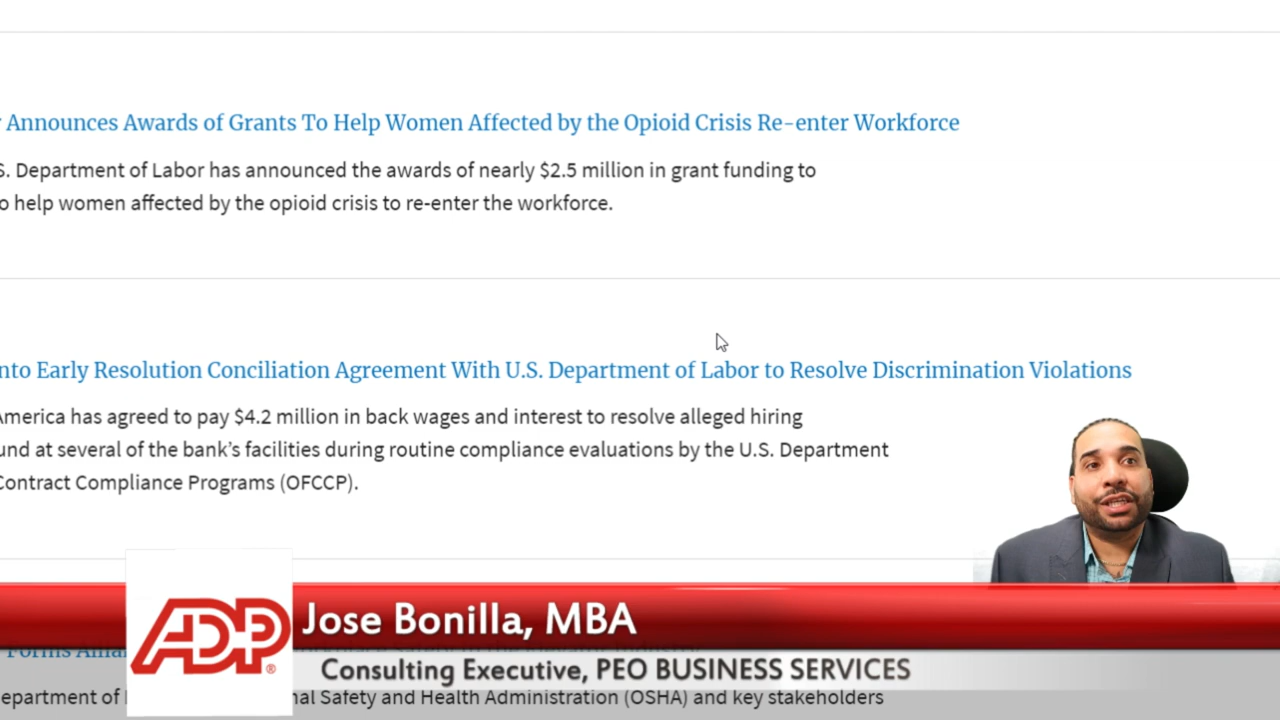 Announces Awards of Grants To Help Women Affected by the Opioid Crisis Re-enter Workforce
S. Department of Labor has announced the awards of nearly $2.5 million in grant funding to
o help women affected by the opioid crisis to re-enter the workforce.
nto Early Resolution Conciliation Agreement With U.S. Department of Labor to Resolve Discrimination Violations
America has agreed to pay $4.2 million in back wages and interest to resolve alleged hiring
und at several of the bank's facilities during routine compliance evaluations by the U.S. Department
Contract Compliance Programs (OFCCP).
ADP®
Jose Bonilla, MBA
Forms
Consulting Executive, PEO BUSINESS SERVICES
epartment of
nal Safety and Health Administration (OSHA) and key stakeholders